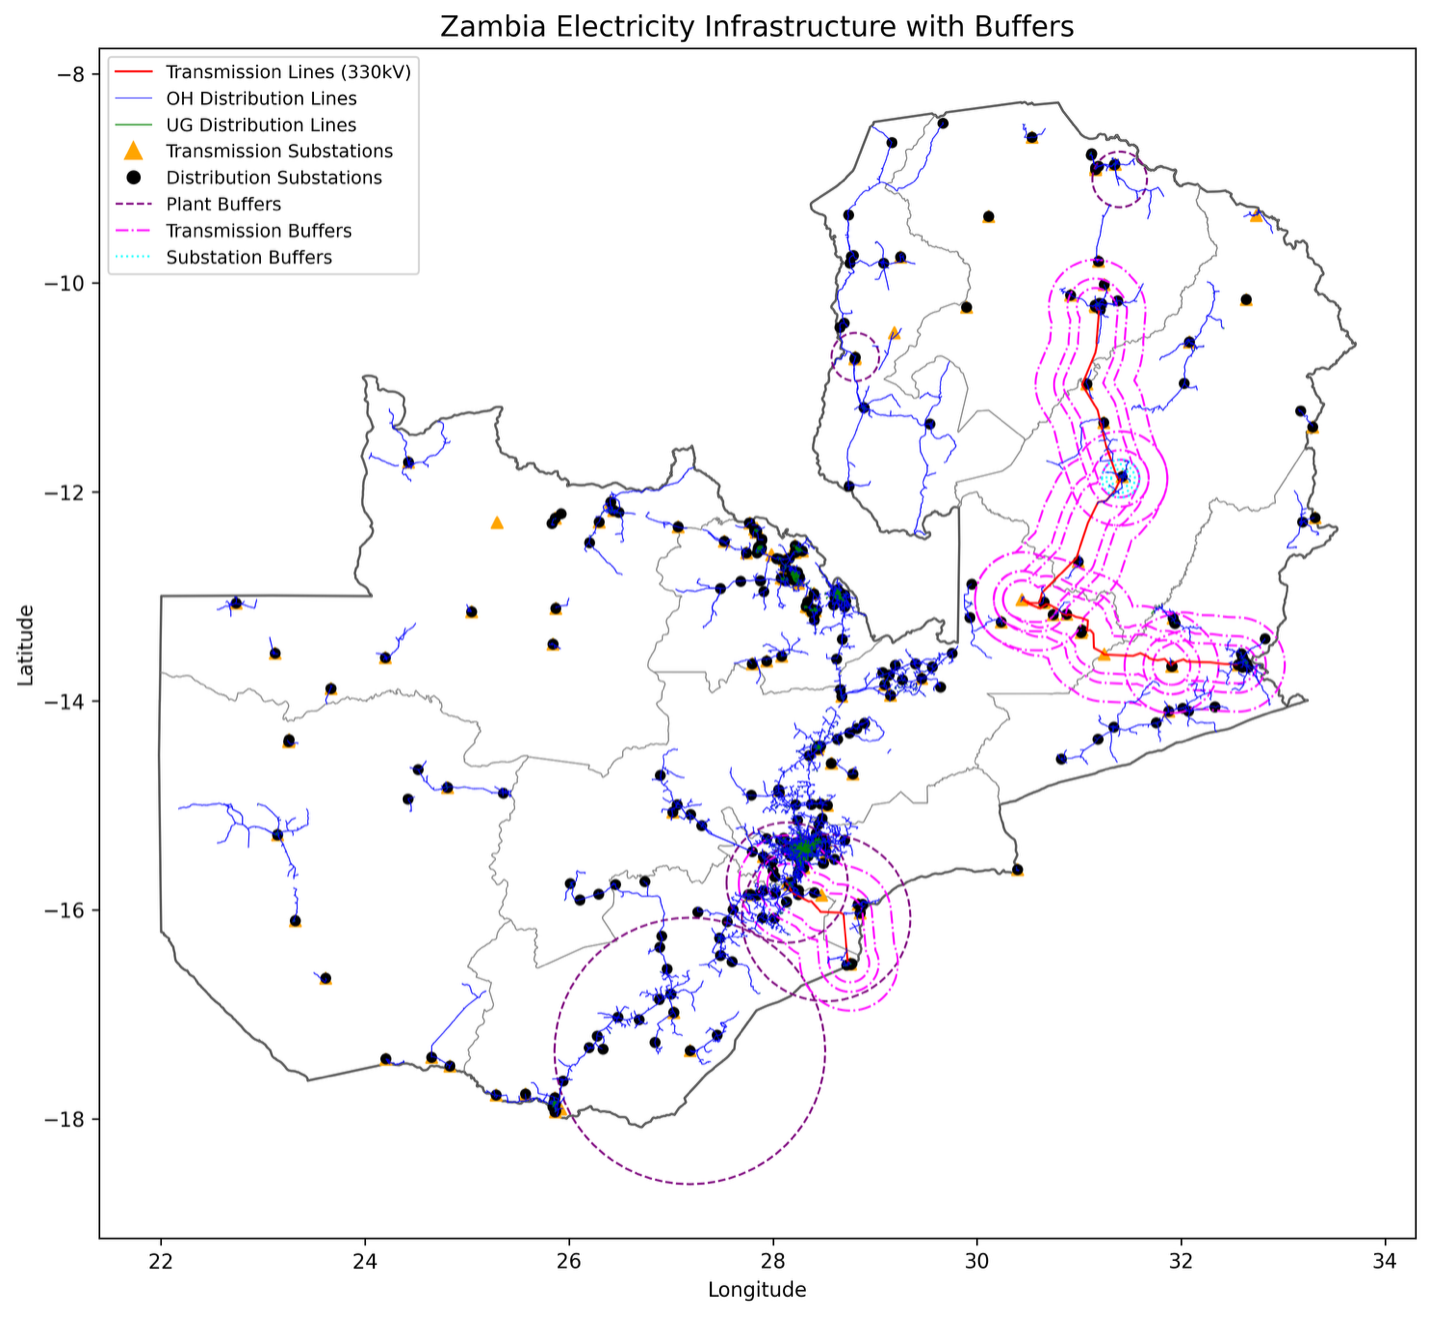 Zambia Electricity Infrastructure with Buffers
Transmission Lines (330kV)
OH Distribution Lines
UG Distribution Lines
Transmission Substations
Distribution Substations
Plant Buffers
Transmission Buffers
Substation Buffers
−8
−10
−12
−14
−16
−18
Latitude
22 24 26 28 30 32 34
Longitude